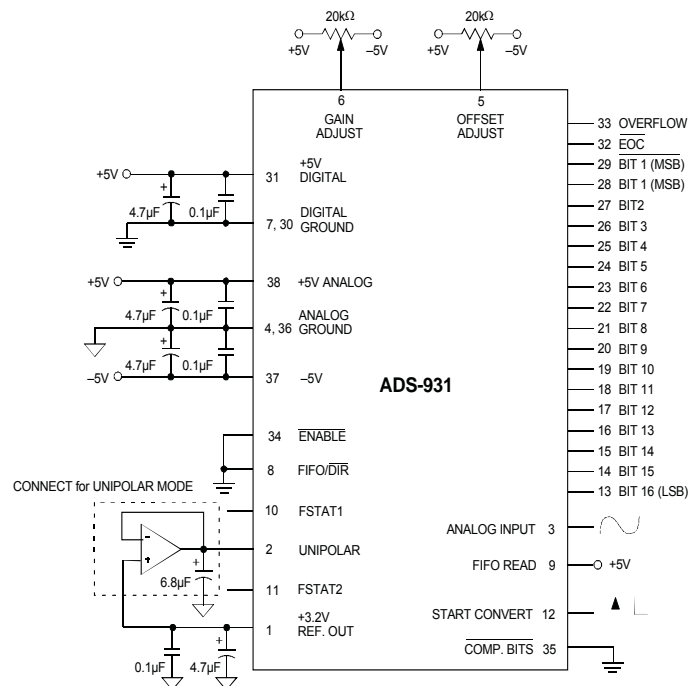 20kΩ 20kΩ
+5V –5V +5V –5V
6 5
GAIN ADJUST
OFFSET ADJUST
+5V
31 +5V DIGITAL
4.7µF + 0.1µF
7, 30 DIGITAL GROUND
+5V
38 +5V ANALOG
4.7µF + 0.1µF
4, 36 ANALOG GROUND
4.7µF + 0.1µF
–5V
37 –5V
ADS-931
34 ENABLE
8 FIFO/DIR
CONNECT for UNIPOLAR MODE
10 FSTAT1
- +
2 UNIPOLAR
+ 6.8µF
11 FSTAT2
1 +3.2V REF. OUT
0.1µF 4.7µF +
33 OVERFLOW
32 EOC
29 BIT 1 (MSB)
28 BIT 1 (MSB)
27 BIT2
26 BIT 3
25 BIT 4
24 BIT 5
23 BIT 6
22 BIT 7
21 BIT 8
20 BIT 9
19 BIT 10
18 BIT 11
17 BIT 12
16 BIT 13
15 BIT 14
14 BIT 15
13 BIT 16 (LSB)
ANALOG INPUT 3
FIFO READ 9 +5V
START CONVERT 12
COMP. BITS 35